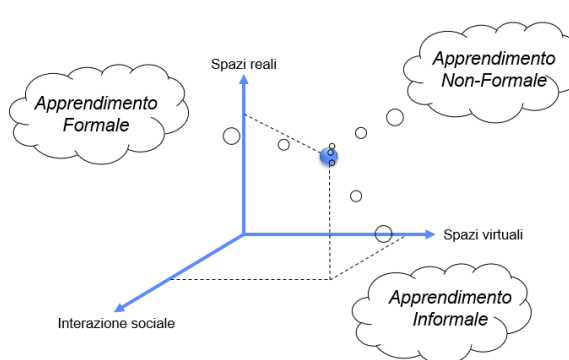 Spazi reali
Apprendimento
Non-Formale
Apprendimento
Formale
Spazi virtuali
Apprendimento
Informale
Interazione sociale